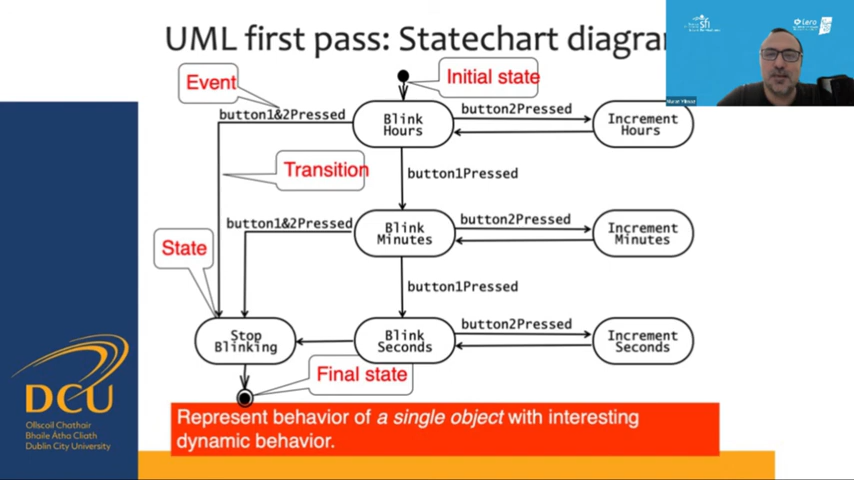 UML first pass: Statechart diagram
sfi
Lero
Event
Initial state
button1&2Pressed
Blink
Hours
button2Pressed
Increment
Hours
Transition
button1Pressed
button1&2Pressed
Blink
Minutes
button2Pressed
Increment
Minutes
State
button1Pressed
Stop
Blinking
Blink
Seconds
button2Pressed
Increment
Seconds
Final state
DCU
Ollscoil Chathair
Bhaile Átha Cliath
Dublin City University
Represent behavior of a single object with interesting
dynamic behavior.